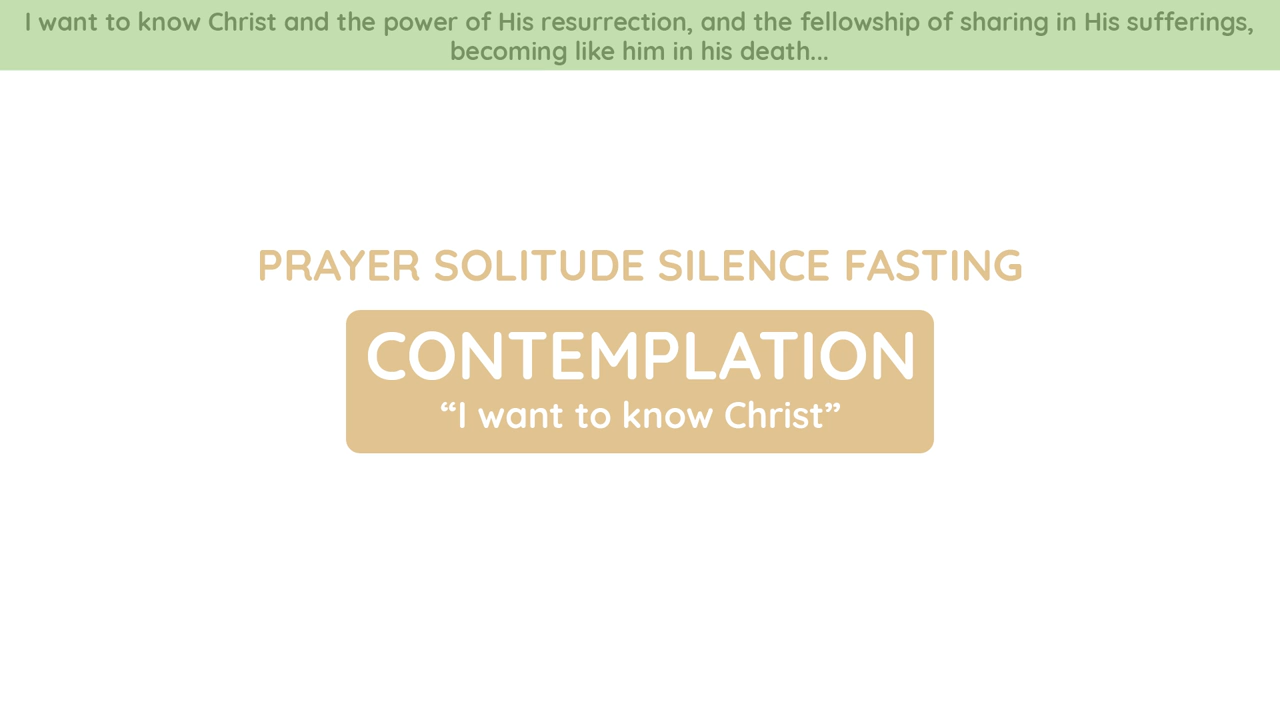 I want to know Christ and the power of His resurrection, and the fellowship of sharing in His sufferings,
becoming like him in his death...
PRAYER SOLITUDE SILENCE FASTING
CONTEMPLATION
“I want to know Christ”